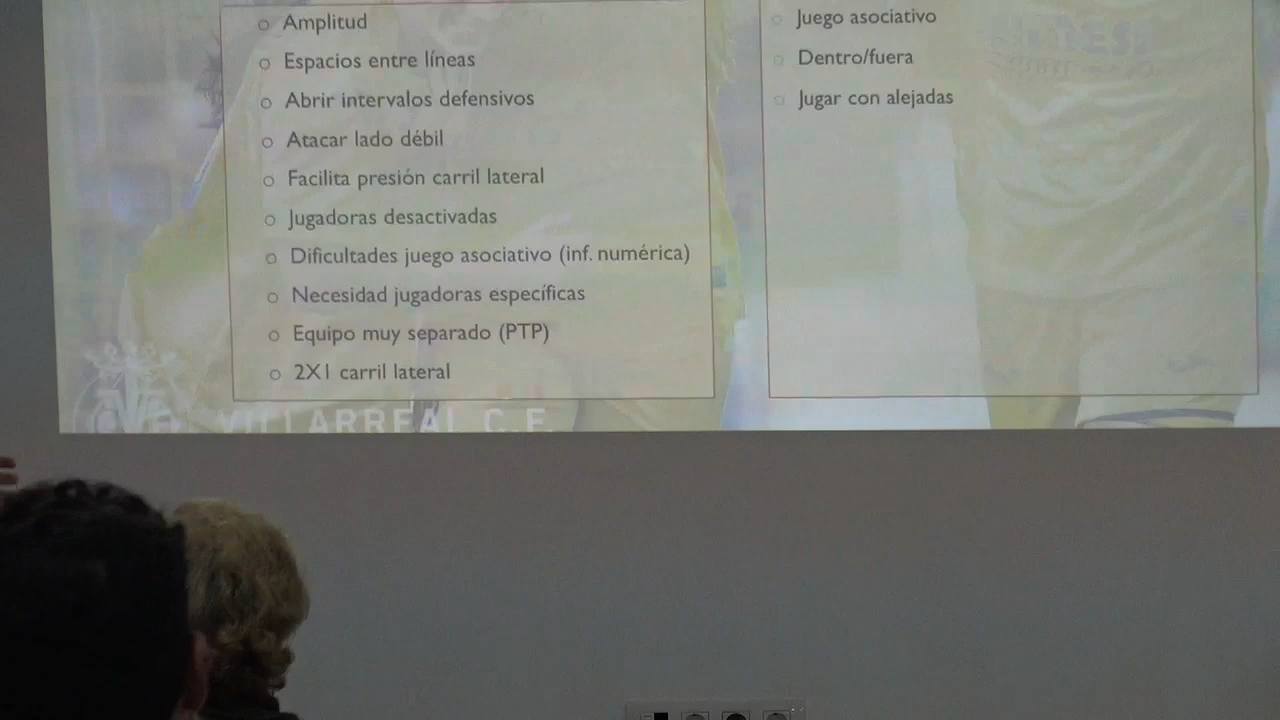 Amplitud
Espacios entre líneas
Abrir intervalos defensivos
Atacar lado débil
Facilita presión carril lateral
Jugadoras desactivadas
Dificultades juego asociativo (inf. numérica)
Necesidad jugadoras específicas
Equipo muy separado (PTP)
2X1 carril lateral
Juego asociativo
Dentro/fuera
Jugar con alejadas
VILLARREAL C.F.